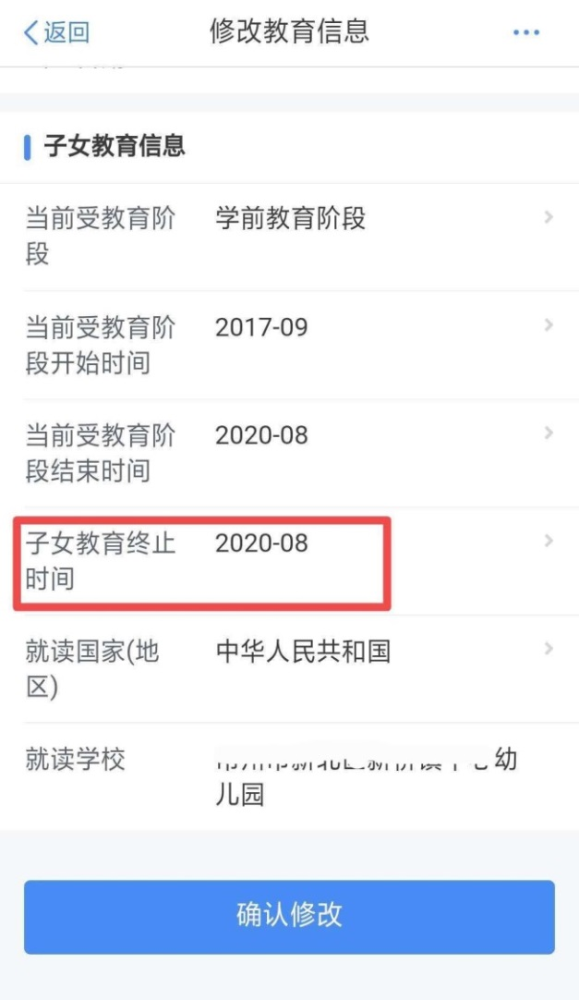 返回
修改教育信息
子女教育信息
当前受教育阶 学前教育阶段
段
当前受教育阶 2017-09
段开始时间
当前受教育阶 2020-08
段结束时间
子女教育终止 2020-08
时间
就读国家(地 中华人民共和国
区)
就读学校 幼
儿园
确认修改